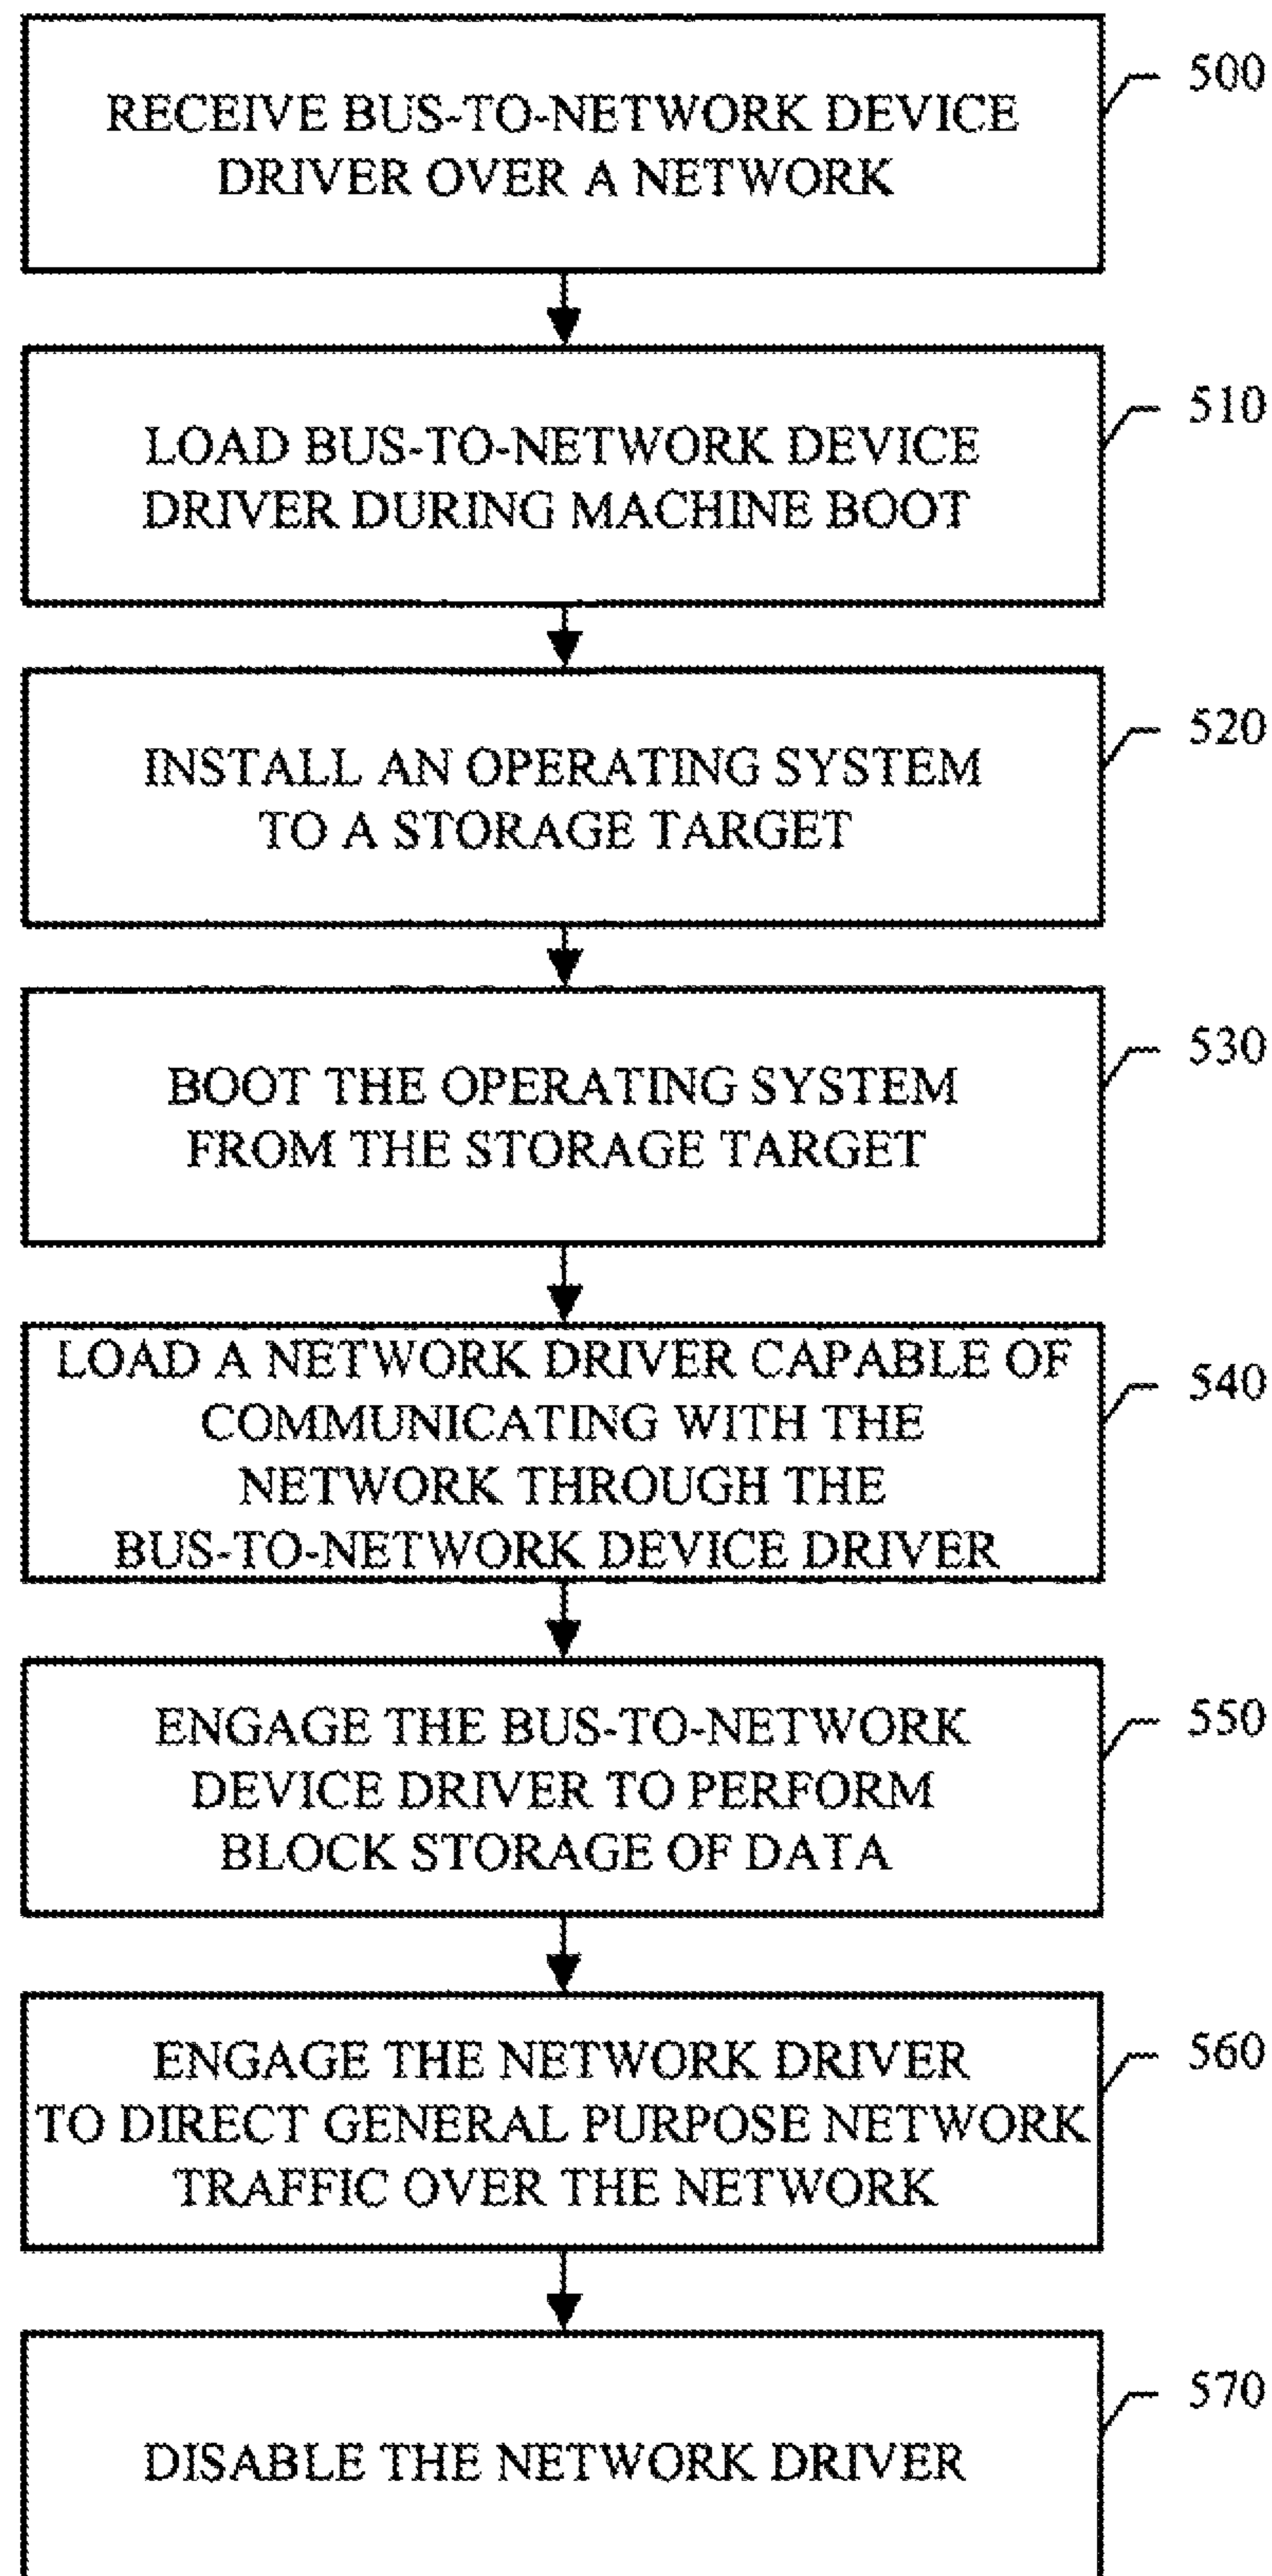 RECEIVE BUS-TO-NETWORK DEVICE
DRIVER OVER A NETWORK
500
LOAD BUS-TO-NETWORK DEVICE
DRIVER DURING MACHINE BOOT
510
INSTALL AN OPERATING SYSTEM
TO A STORAGE TARGET
520
BOOT THE OPERATING SYSTEM
FROM THE STORAGE TARGET
530
LOAD A NETWORK DRIVER CAPABLE OF
COMMUNICATING WITH THE
NETWORK THROUGH THE
BUS-TO-NETWORK DEVICE DRIVER
540
ENGAGE THE BUS-TO-NETWORK
DEVICE DRIVER TO PERFORM
BLOCK STORAGE OF DATA
550
ENGAGE THE NETWORK DRIVER
TO DIRECT GENERAL PURPOSE NETWORK
TRAFFIC OVER THE NETWORK
560
DISABLE THE NETWORK DRIVER
570